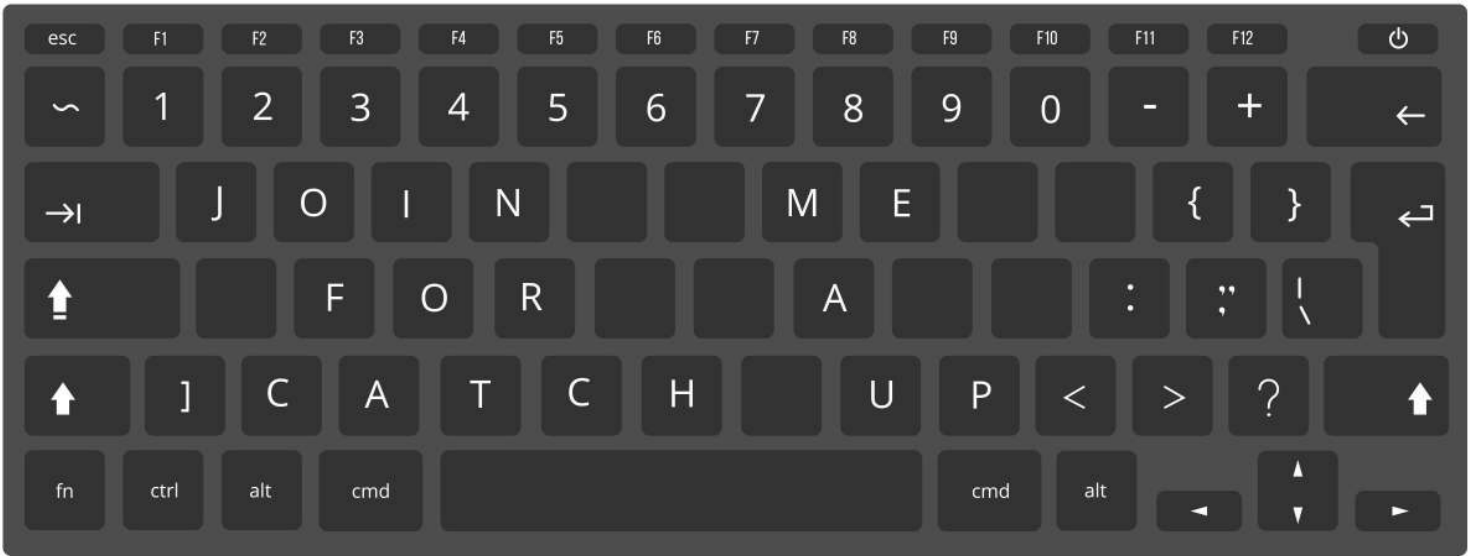 esc F1 F2 F3 F4 F5 F6 F7 F8 F9 F10 F11 F12
1 2 3 4 5 6 7 8 9 0 - +
J O I N M E { }
F O R A : ;" | \
] C A T C H U P < > ?
fn ctrl alt cmd cmd alt